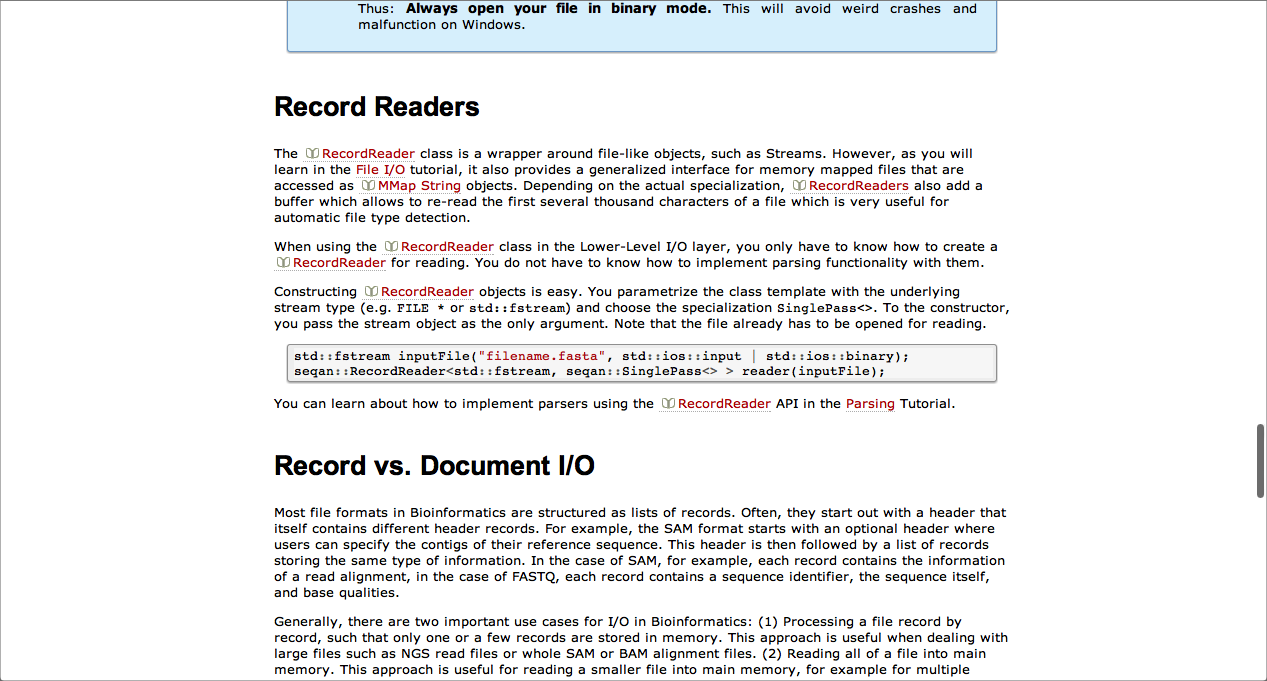 Thus: Always open your file in binary mode. This will avoid weird crashes and
malfunction on Windows.
Record Readers
The RecordReader class is a wrapper around file-like objects, such as Streams. However, as you will
learn in the File I/O tutorial, it also provides a generalized interface for memory mapped files that are
accessed as MMap String objects. Depending on the actual specialization, RecordReaders also add a
buffer which allows to re-read the first several thousand characters of a file which is very useful for
automatic file type detection.
When using the RecordReader class in the Lower-Level I/O layer, you only have to know how to create a
RecordReader for reading. You do not have to know how to implement parsing functionality with them.
Constructing RecordReader objects is easy. You parametrize the class template with the underlying
stream type (e.g. FILE * or std::fstream) and choose the specialization SinglePass<>. To the constructor,
you pass the stream object as the only argument. Note that the file already has to be opened for reading.
std::fstream inputFile("filename.fasta", std::ios::input | std::ios::binary);
seqan::RecordReader<std::fstream, seqan::SinglePass<> > reader(inputFile);
You can learn about how to implement parsers using the RecordReader API in the Parsing Tutorial.
Record vs. Document I/O
Most file formats in Bioinformatics are structured as lists of records. Often, they start out with a header that
itself contains different header records. For example, the SAM format starts with an optional header where
users can specify the contigs of their reference sequence. This header is then followed by a list of records
storing the same type of information. In the case of SAM, for example, each record contains the information
of a read alignment, in the case of FASTQ, each record contains a sequence identifier, the sequence itself,
and base qualities.
Generally, there are two important use cases for I/O in Bioinformatics: (1) Processing a file record by
record, such that only one or a few records are stored in memory. This approach is useful when dealing with
large files such as NGS read files or whole SAM or BAM alignment files. (2) Reading all of a file into main
memory. This approach is useful for reading a smaller file into main memory, for example for multiple